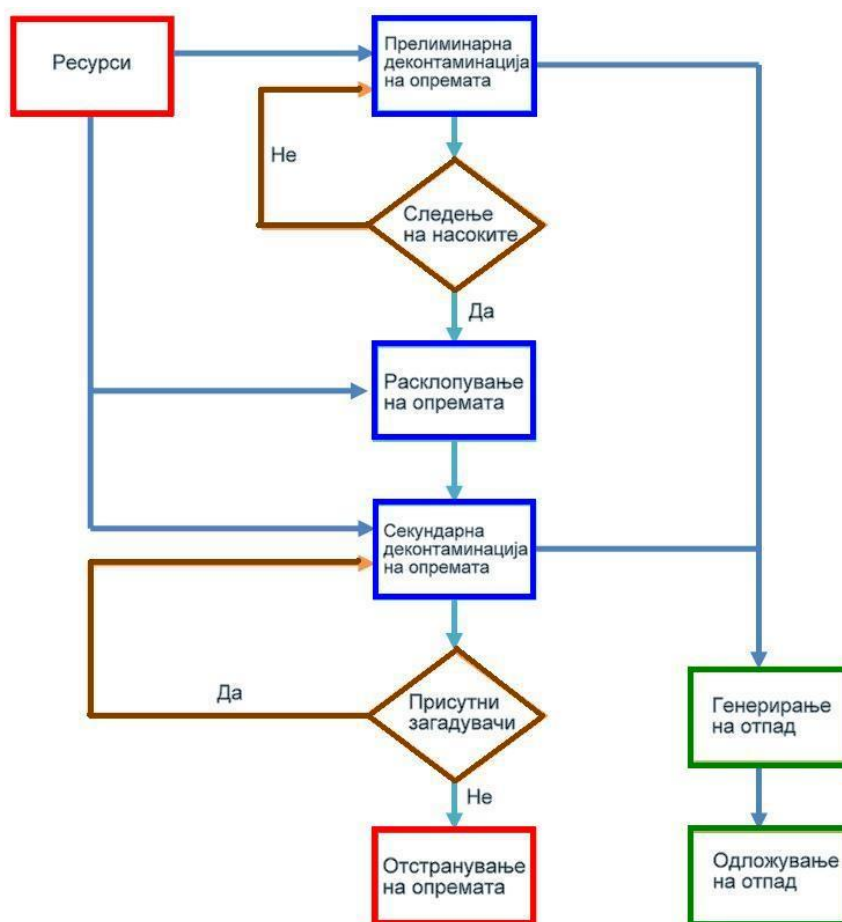 Ресурси
Прелиминарна
деконтаминација
на опремата
Не
Следење
на насоките
Да
Расклопување
на опремата
Секундарна
деконтаминација
на опремата
Да
Присутни
загадувачи
Генерирање
на отпад
Не
Отстранување
на опремата
Одложување
на отпад